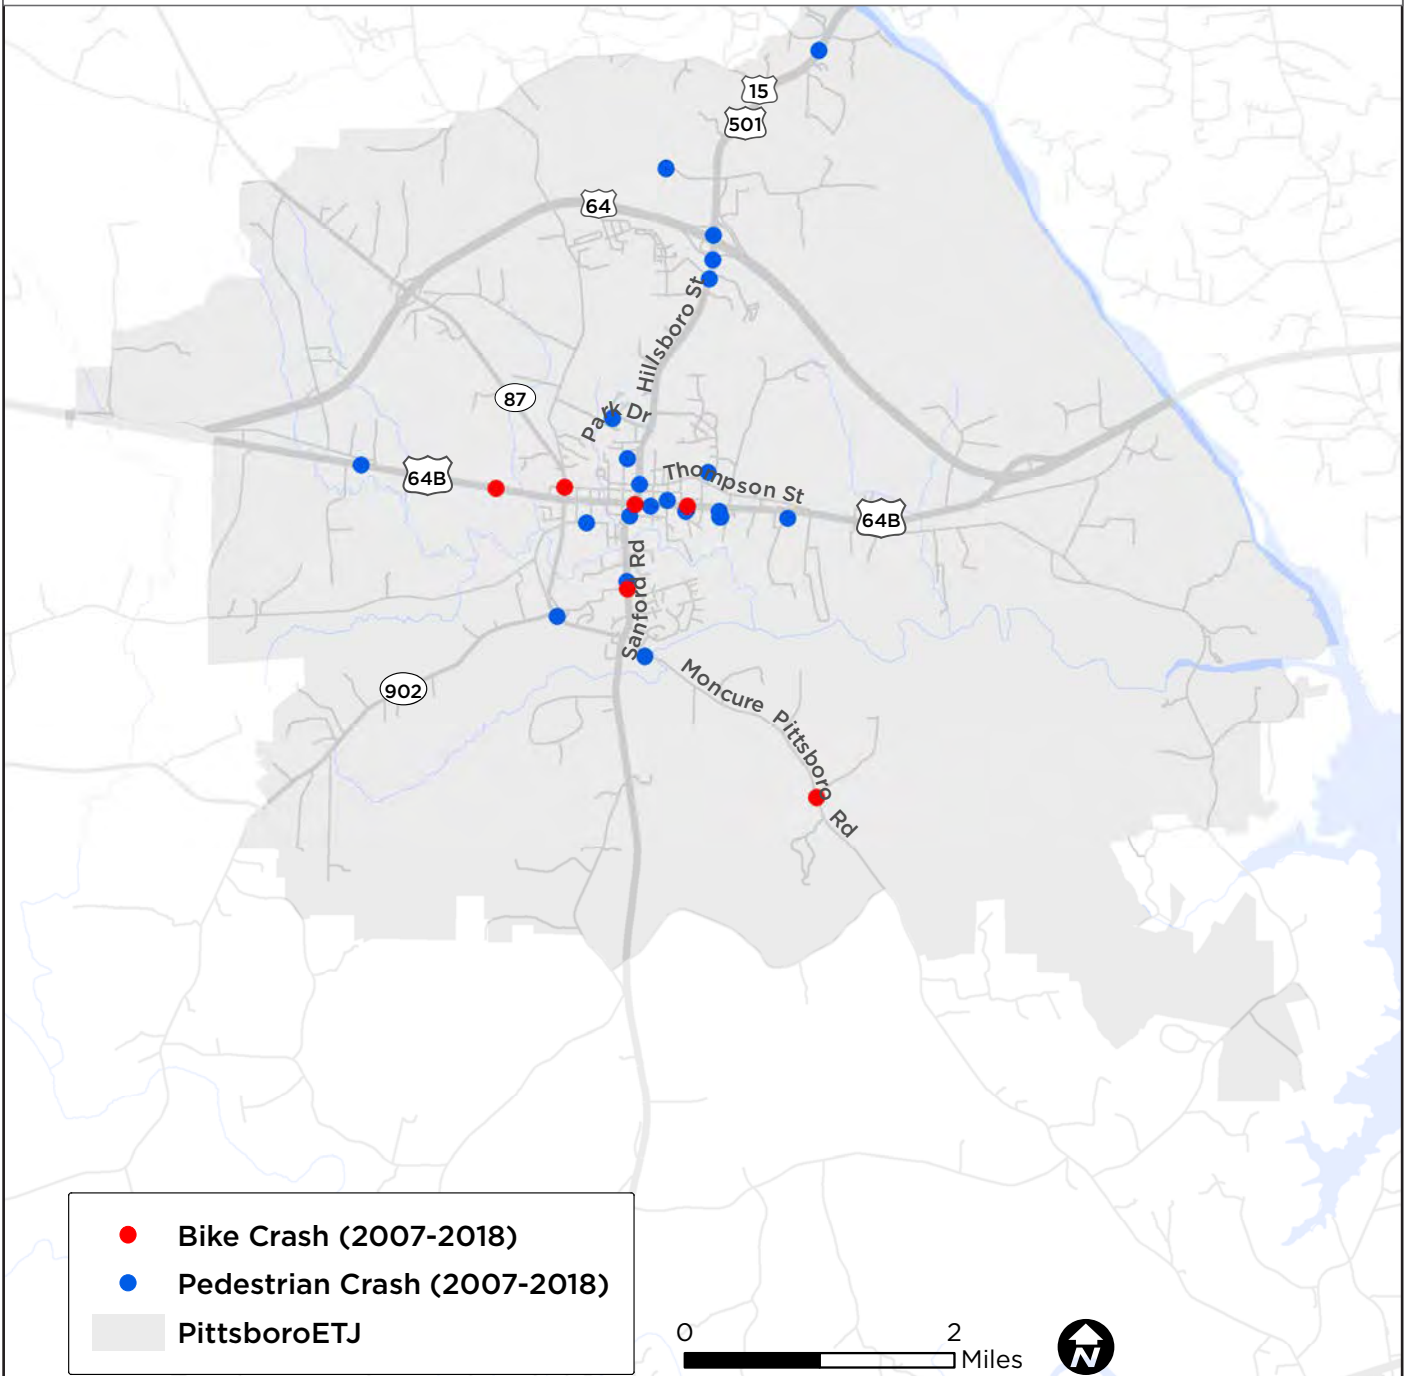 15
501
64
Hillsboro St
87
Park Dr
Thompson St
64B
64B
Sanford Rd
902
Moncure Pittsboro Rd
Bike Crash (2007-2018)
Pedestrian Crash (2007-2018)
PittsboroETJ
0 2
Miles
N